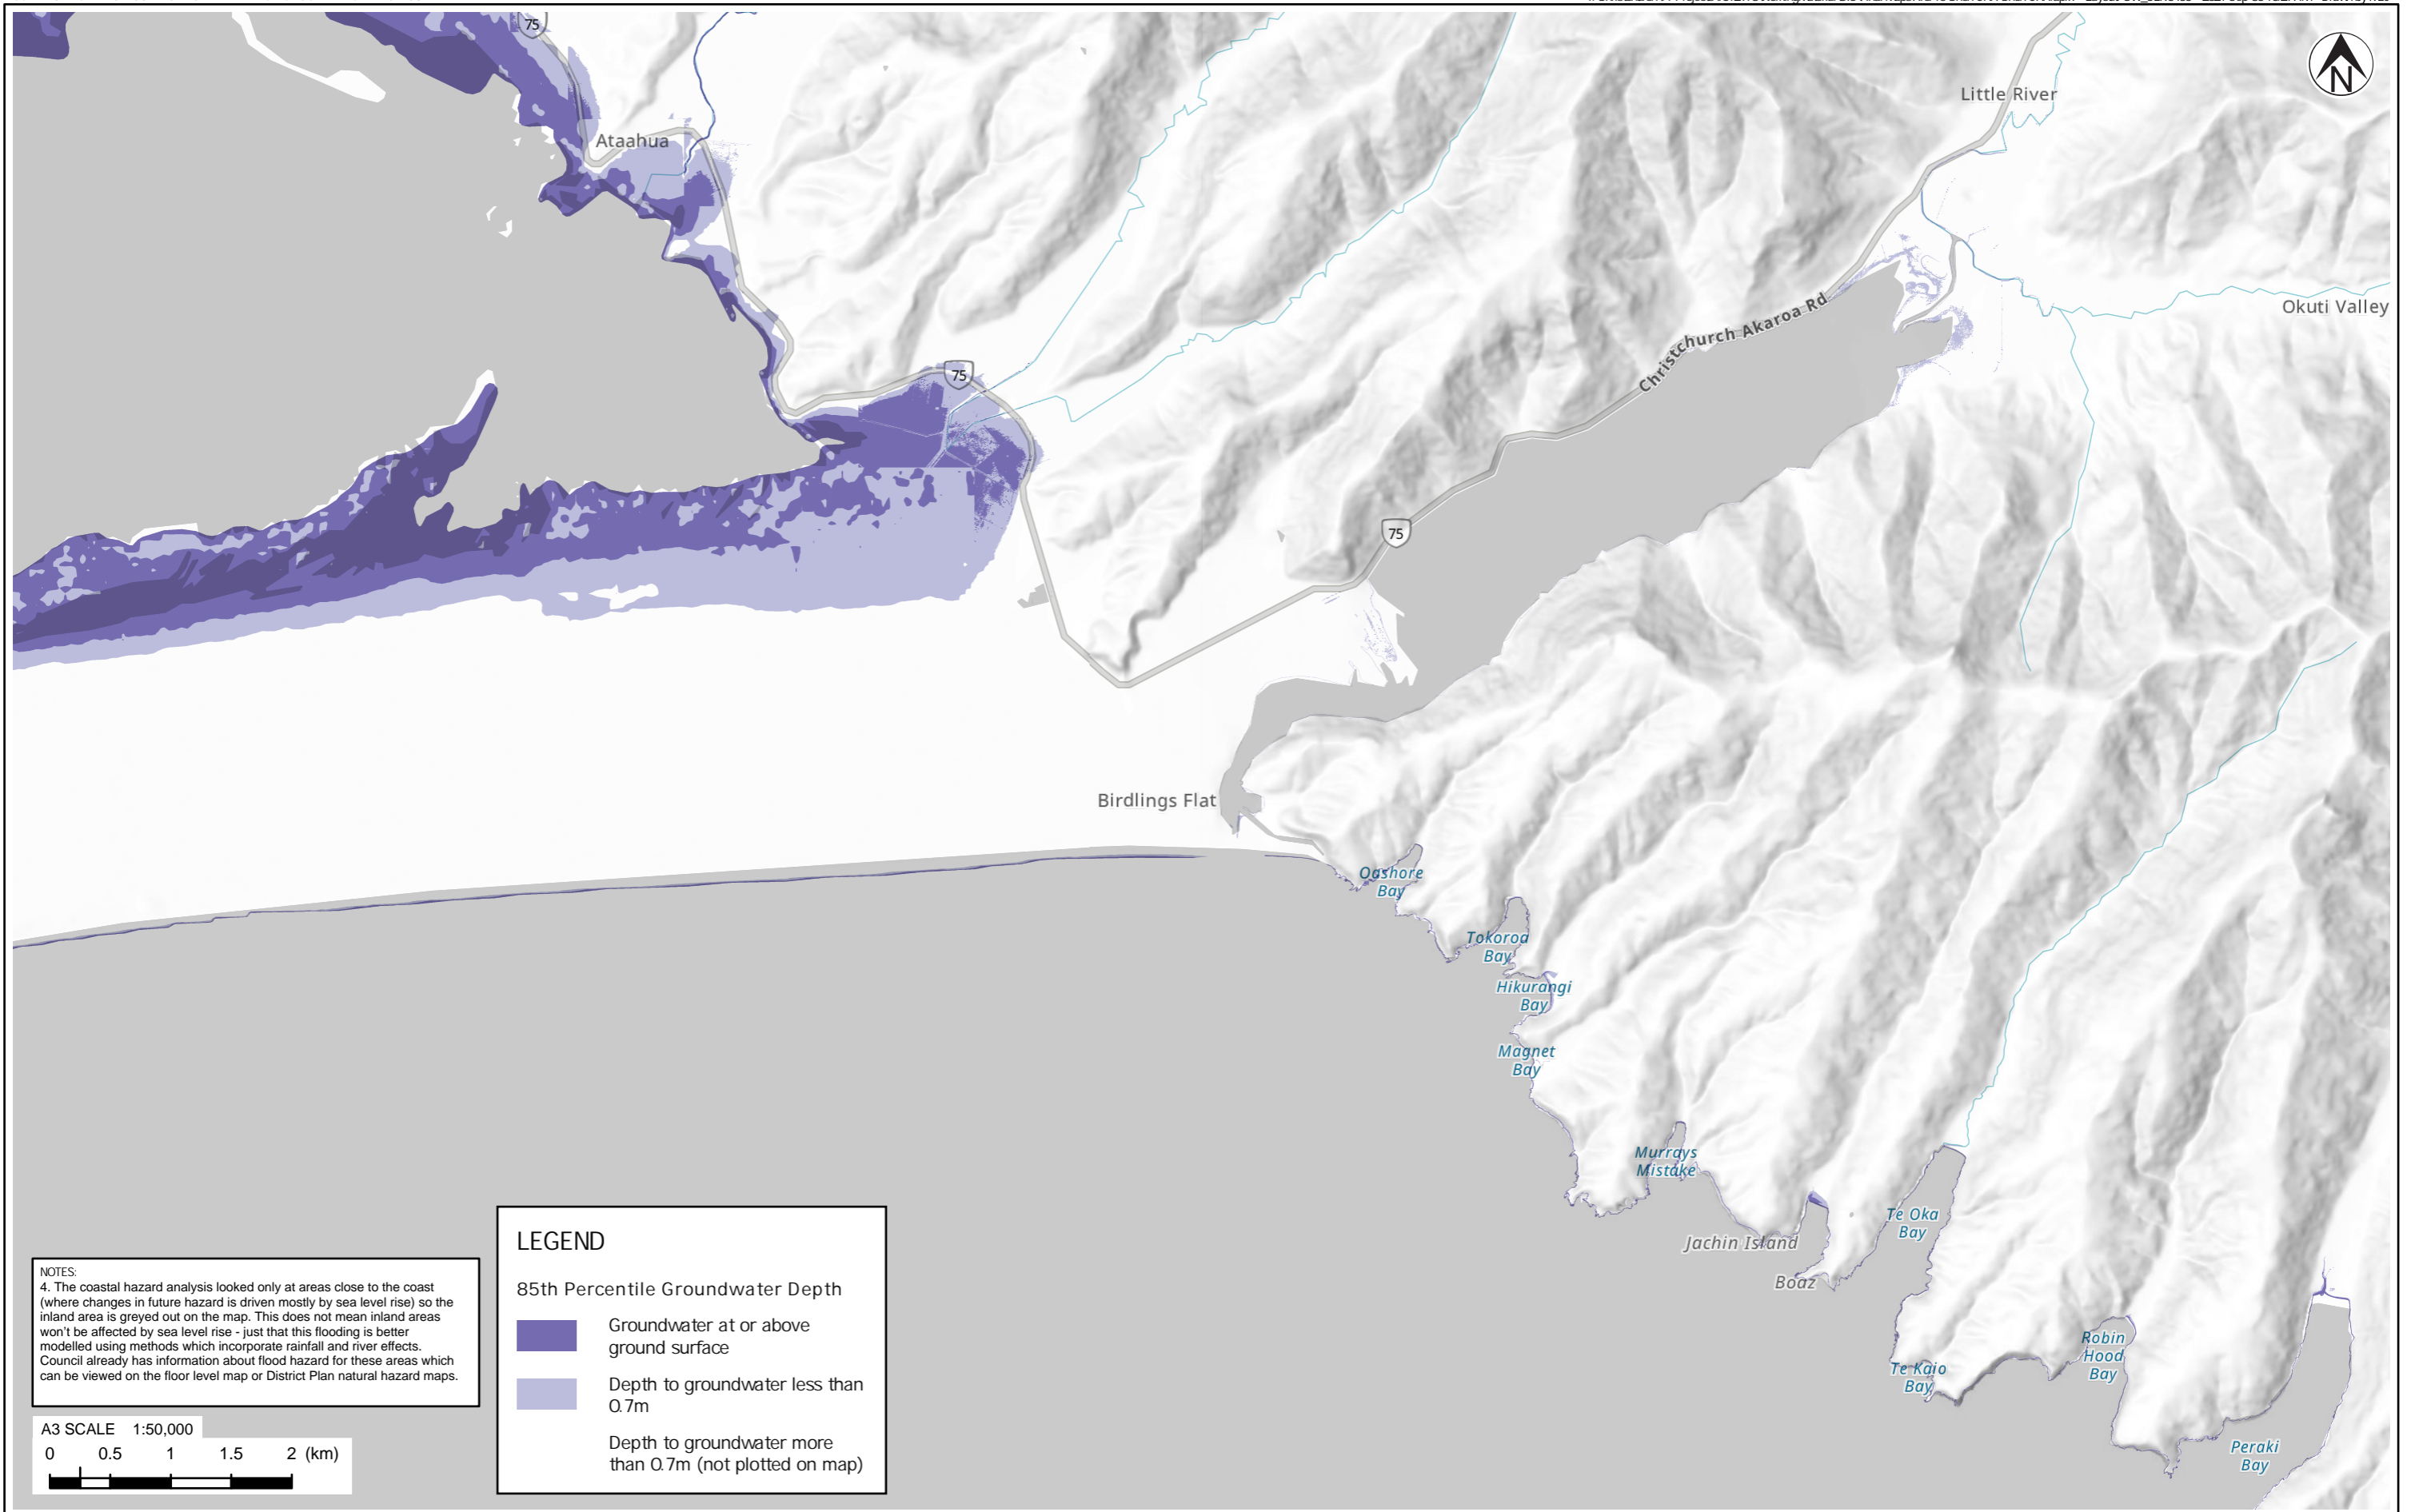 75
N
Little River
Ataahua
Okuti Valley
Christchurch Akaroa Rd
75
75
Birdlings Flat
Oashore
Bay
Tokoroa
Bay
Hikurangi
Bay
Magnet
Bay
Murrays
Mistake
Te Oka
Bay
Jachin Island
Boaz
Robin
Hood
Bay
Te Kaio
Bay
Peraki
Bay
NOTES:
4. The coastal hazard analysis looked only at areas close to the coast
(where changes in future hazard is driven mostly by sea level rise) so the
inland area is greyed out on the map. This does not mean inland areas
won't be affected by sea level rise - just that this flooding is better
modelled using methods which incorporate rainfall and river effects.
Council already has information about flood hazard for these areas which
can be viewed on the floor level map or District Plan natural hazard maps.
A3 SCALE 1:50,000
0 0.5 1 1.5 2 (km)
LEGEND
85th Percentile Groundwater Depth
Groundwater at or above
ground surface
Depth to groundwater less than
0.7m
Depth to groundwater more
than 0.7m (not plotted on map)